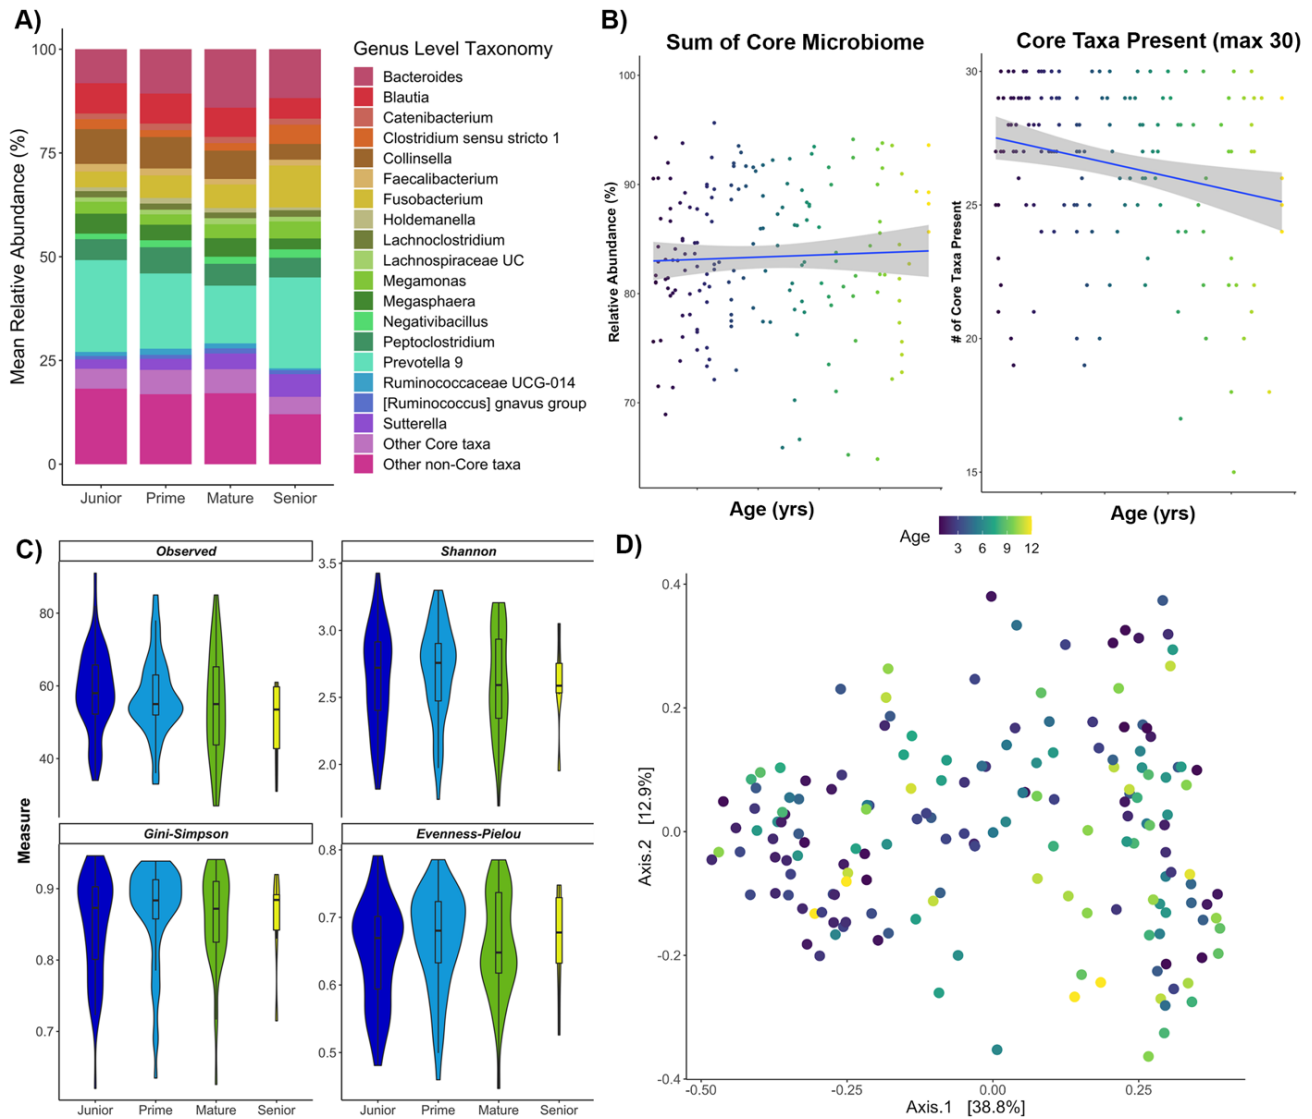 A)
100
75
50
25
0
Mean Relative Abundance (%)
Junior Prime Mature Senior
Genus Level Taxonomy
Bacteroides
Blautia
Catenibacterium
Clostridium sensu stricto 1
Collinsella
Faecalibacterium
Fusobacterium
Holdemanella
Lachnoclostridium
Lachnospiraceae UC
Megamonas
Megasphaera
Negativibacillus
Peptoclostridium
Prevotella 9
Ruminococcaceae UCG-014
[Ruminococcus] gnavus group
Sutterella
Other Core taxa
Other non-Core taxa
B)
Sum of Core Microbiome
100
90
80
70
Relative Abundance (%)
Age (yrs)
Core Taxa Present (max 30)
30
25
20
15
# of Core Taxa Present
Age (yrs)
Age
3 6 9 12
C)
Measure
Observed
80
60
40
Shannon
3.5
3.0
2.5
2.0
Gini-Simpson
0.9
0.8
0.7
Junior Prime Mature Senior
Evenness-Pielou
0.8
0.7
0.6
0.5
Junior Prime Mature Senior
D)
0.4
0.2
0.0
-0.2
-0.4
Axis.2 [12.9%]
-0.50 -0.25 0.00 0.25
Axis.1 [38.8%]